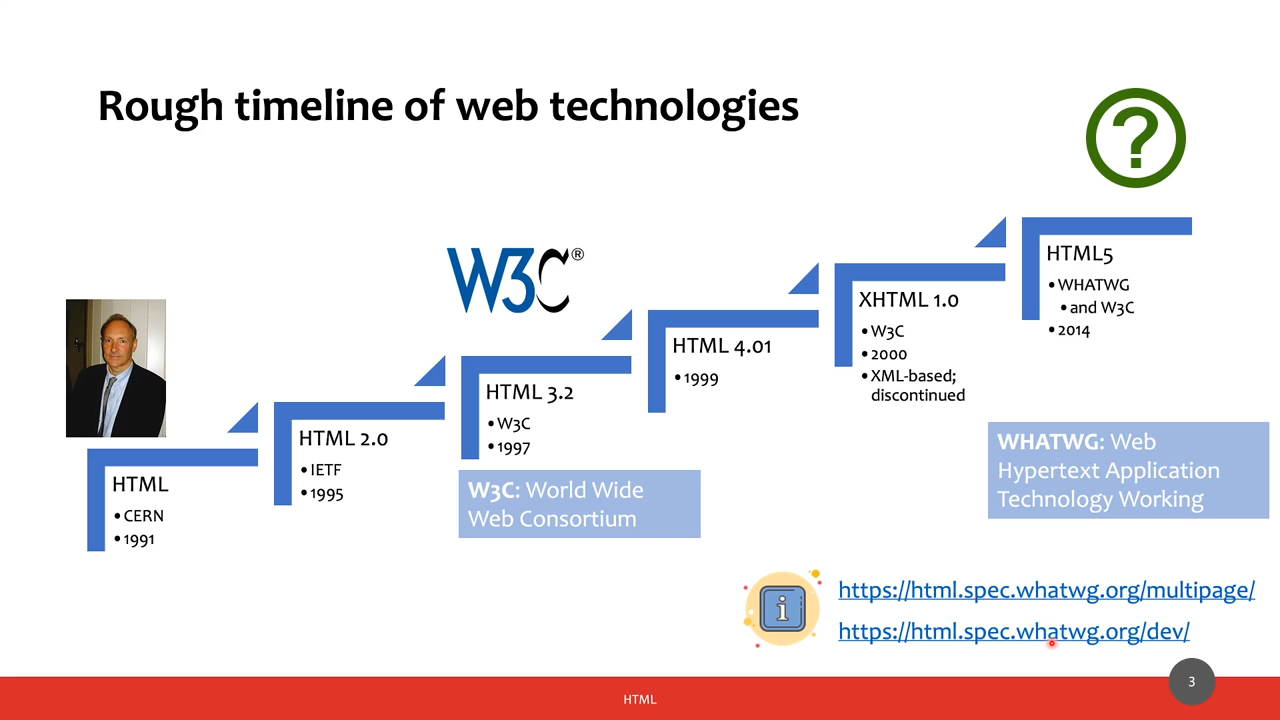 Rough timeline of web technologies
?
W3C®
HTML
•CERN
•1991
HTML 2.0
•IETF
•1995
HTML 3.2
•W3C
•1997
W3C: World Wide
Web Consortium
HTML 4.01
•1999
XHTML 1.0
•W3C
•2000
•XML-based;
discontinued
HTML5
•WHATWG
•and W3C
•2014
WHATWG: Web
Hypertext Application
Technology Working
i
https://html.spec.whatwg.org/multipage/
https://html.spec.whatwg.org/dev/
HTML
3